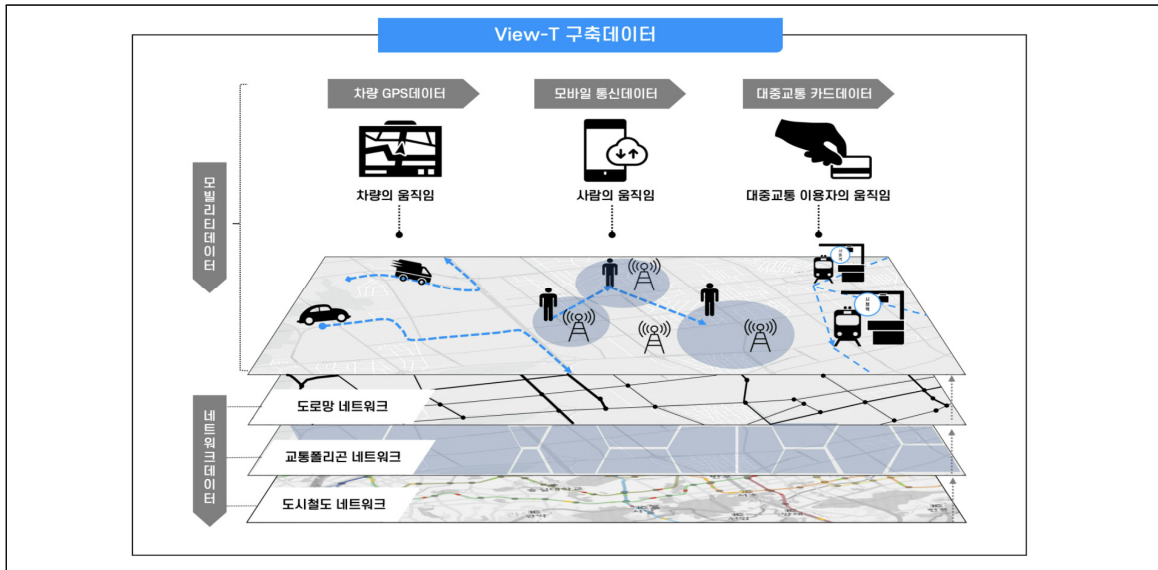 View-T 구축데이터
차량 GPS데이터
모바일 통신데이터
대중교통 카드데이터
차량의 움직임
사람의 움직임
대중교통 이용자의 움직임
모빌리티데이터
네트워크데이터
도로망 네트워크
교통폴리곤 네트워크
도시철도 네트워크